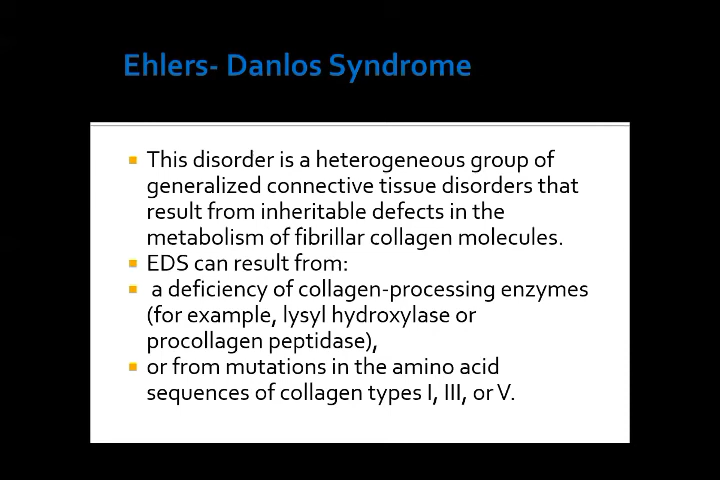 Ehlers- Danlos Syndrome
This disorder is a heterogeneous group of
generalized connective tissue disorders that
result from inheritable defects in the
metabolism of fibrillar collagen molecules.
EDS can result from:
a deficiency of collagen-processing enzymes
(for example, lysyl hydroxylase or
procollagen peptidase),
or from mutations in the amino acid
sequences of collagen types I, III, or V.